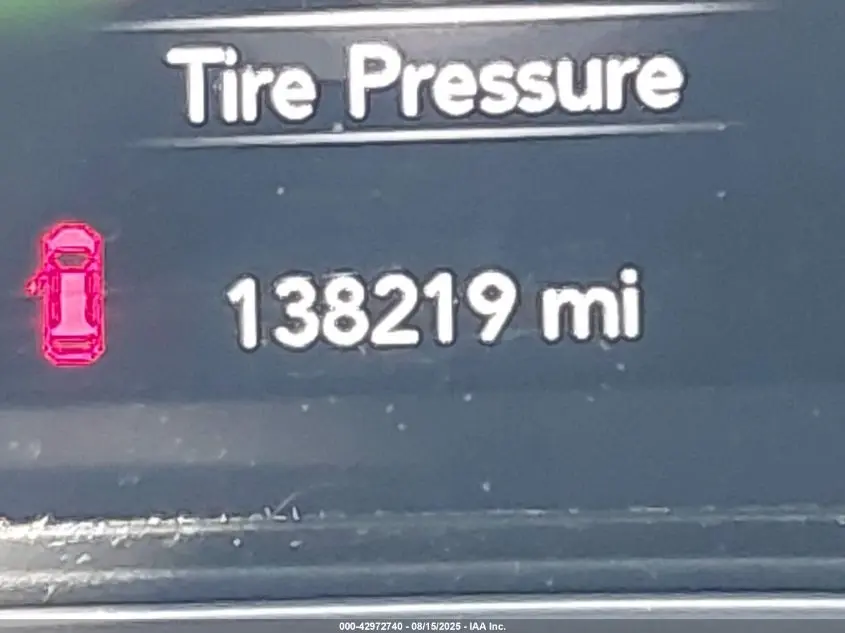 Tire Pressure
138219 mi
000-42972740 - 08/15/2025 - IAA Inc.